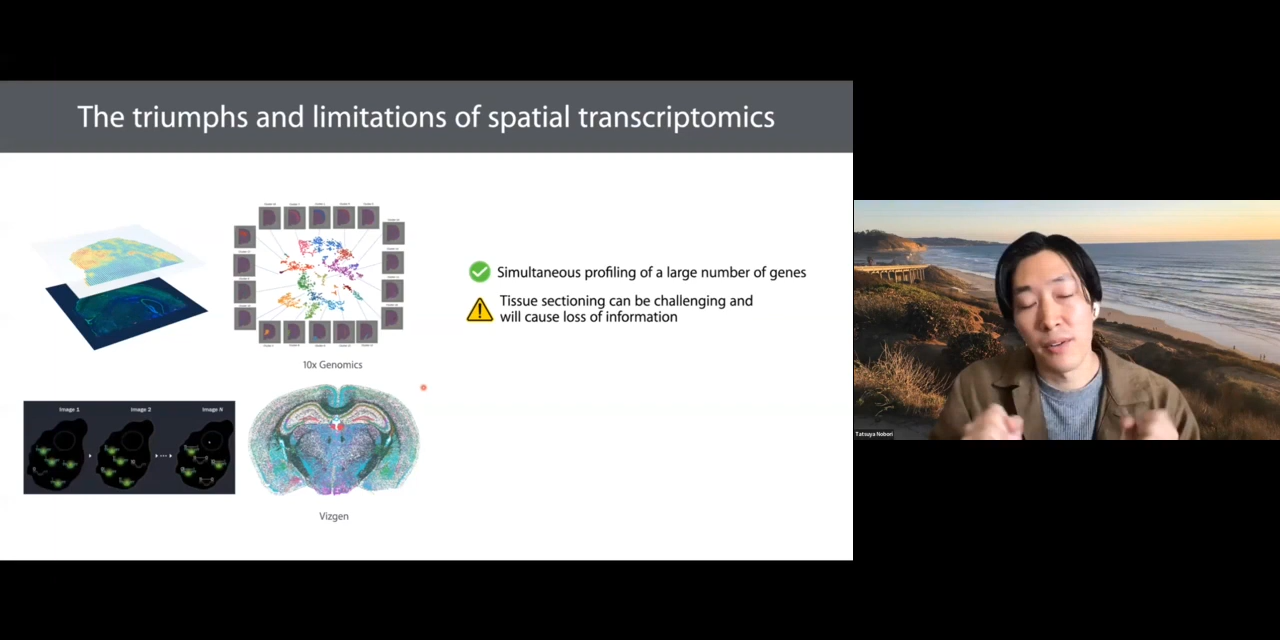 The triumphs and limitations of spatial transcriptomics
Simultaneous profiling of a large number of genes
Tissue sectioning can be challenging and
will cause loss of information
10x Genomics
Image 1
Image 2
Image N
Vizgen
Tatsuya Nobori